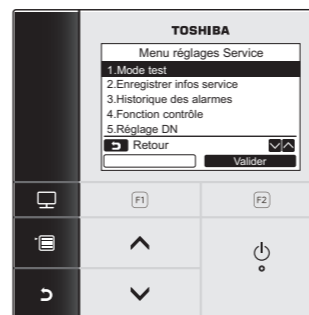 TOSHIBA
Menu réglages Service
1.Mode test
2.Enregistrer infos
service
3.Historique des alarmes
4.Fonction contrôle
5.Réglage DN
Retour
Valider
F1 F2